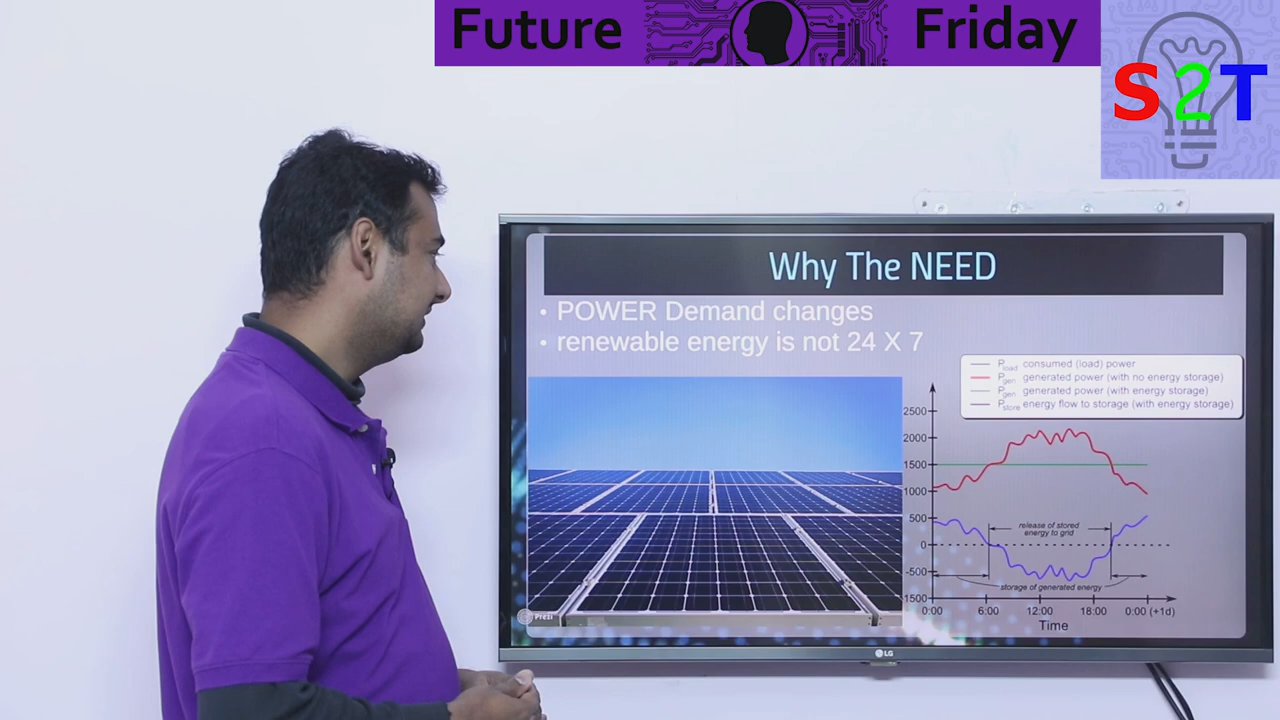 Future Friday
S2T
Why The NEED
• POWER Demand changes
• renewable energy is not 24 X 7
Pload consumed (load) power
Pgen generated power (with no energy storage)
Pgen generated power (with energy storage)
Pstore energy flow to storage (with energy storage)
2500
2000
1500
1000
500
0
-500
-1500
release of stored
energy to grid
storage of generated energy
0:00 6:00 12:00 18:00 0:00 (+1d)
Time
Prezi
LG